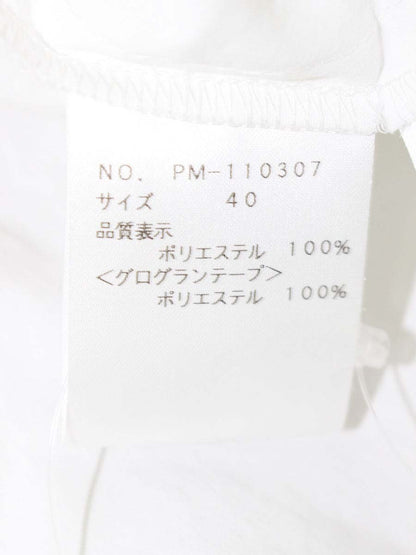 NO. PM-110307
サイズ 40
品質表示
ポリエステル 100%
<グログランテープ>
ポリエステル 100%